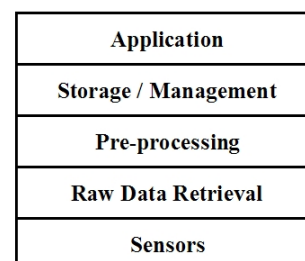 Application
Storage / Management
Pre-processing
Raw Data Retrieval
Sensors